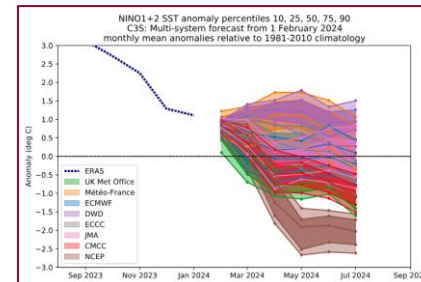 NINO1+2 SST anomaly percentiles 10, 25, 50, 75, 90
C3S: Multi-system forecast from 1 February 2024
monthly mean anomalies relative to 1981-2010 climatology
Anomaly (deg C)
3.0
2.5
2.0
1.5
1.0
0.5
0.0
−0.5
−1.0
−1.5
−2.0
−2.5
−3.0
ERA5
UK Met Office
Météo-France
ECMWF
DWD
ECCC
JMA
CMCC
NCEP
Sep 2023 Nov 2023 Jan 2024 Mar 2024 May 2024 Jul 2024 Sep 202